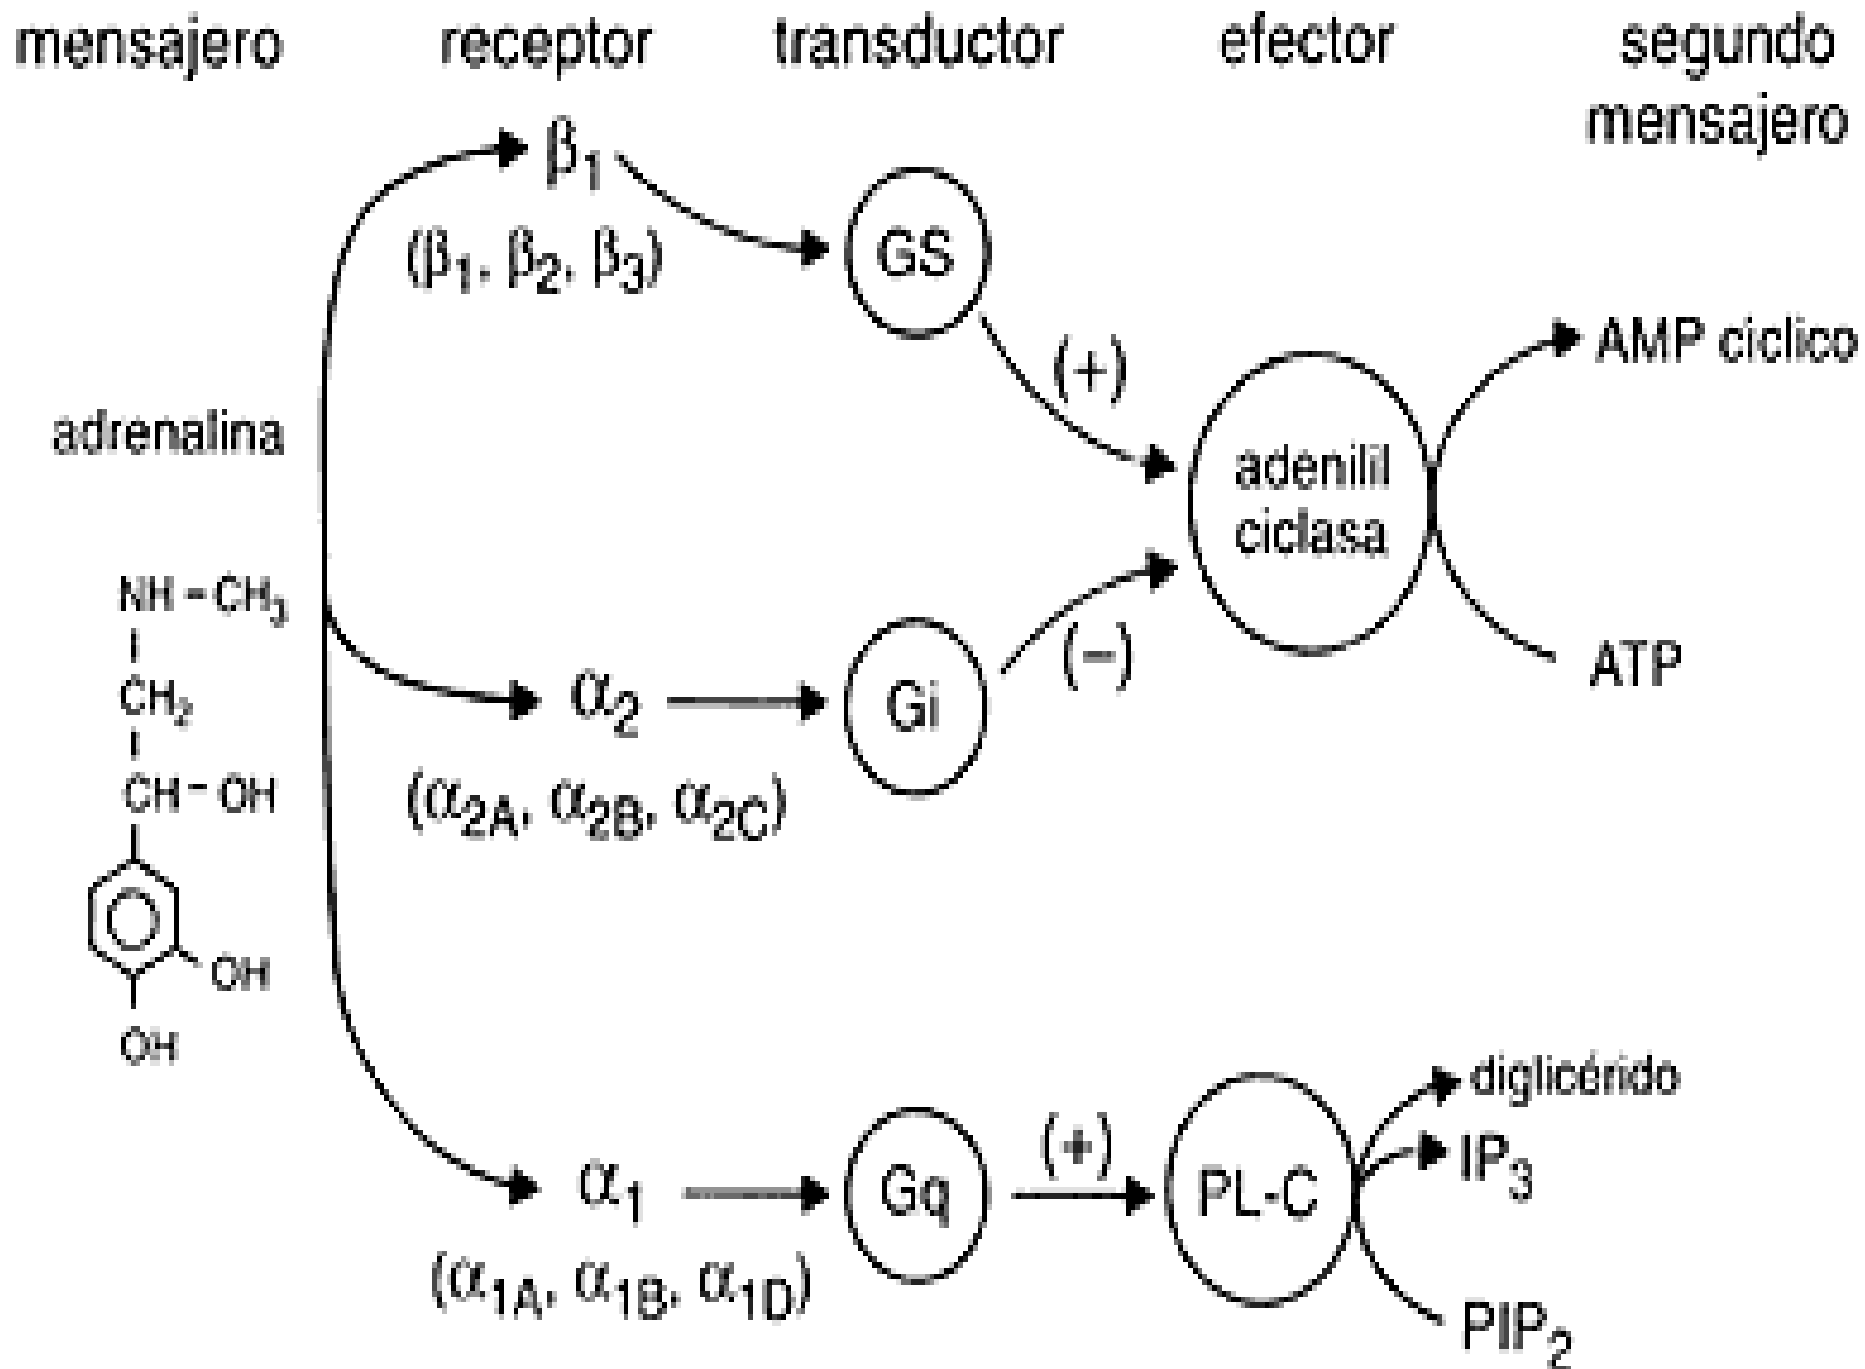 mensajero receptor transductor efector segundo mensajero
β1
(β1, β2, β3)
GS
(+)
AMP cíclico
adrenalina
adenilil
ciclasa
NH-CH3
CH2
CH-OH
OH
OH
α2
(α2A, α2B, α2C)
Gi
(-)
ATP
α1
(α1A, α1B, α1D)
Gq
(+)
PL-C
diglicérido
IP3
PIP2